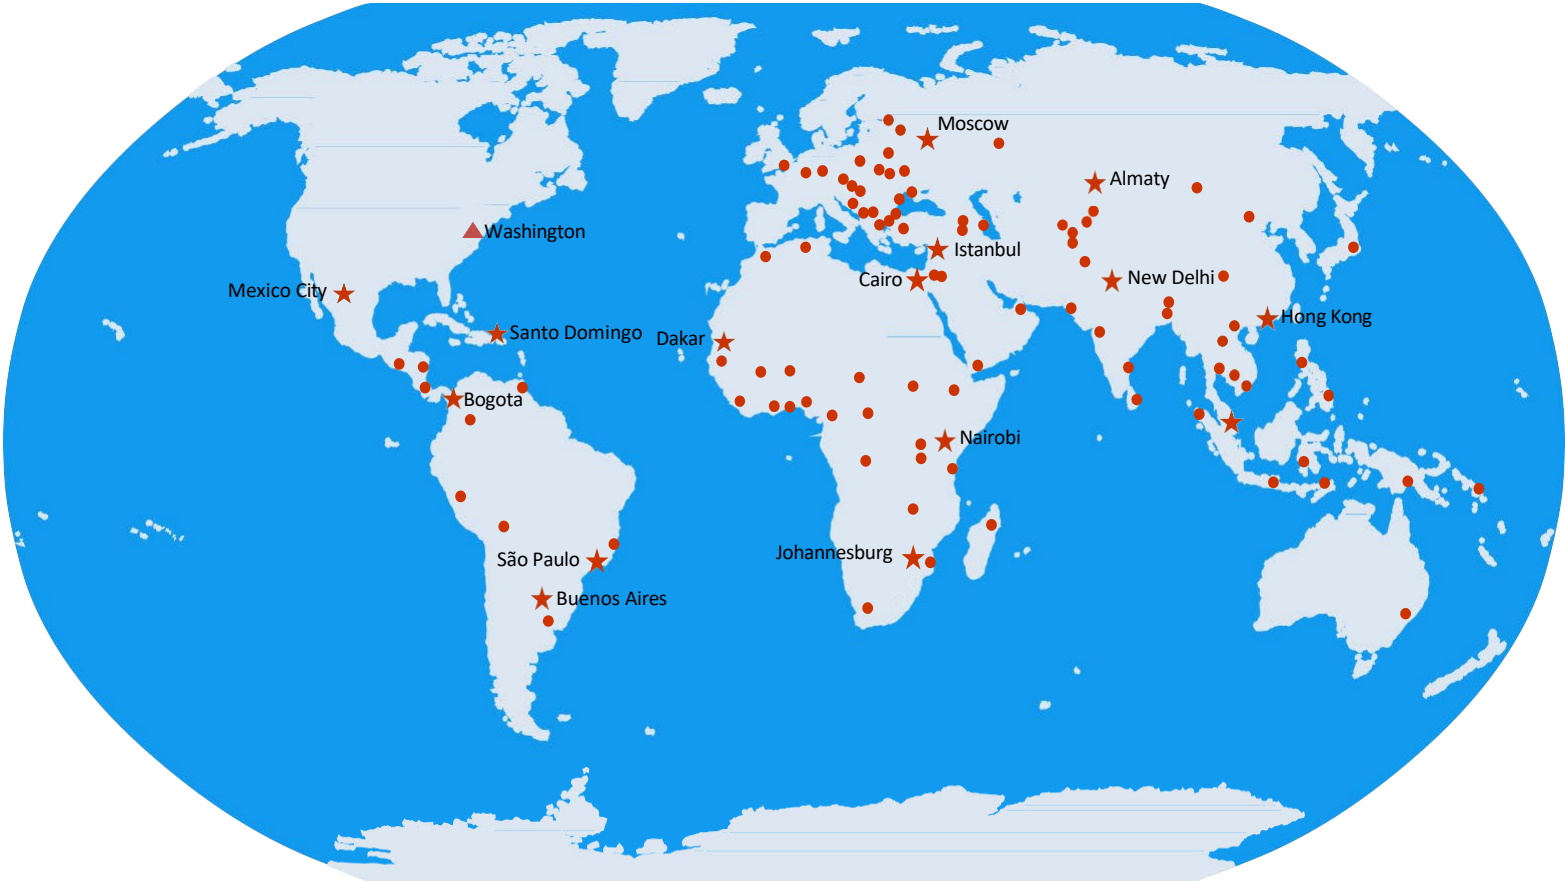 Moscow
Almaty
Washington
Istanbul
Cairo
New Delhi
Mexico City
Hong Kong
Santo Domingo
Dakar
Bogota
Nairobi
Johannesburg
São Paulo
Buenos Aires